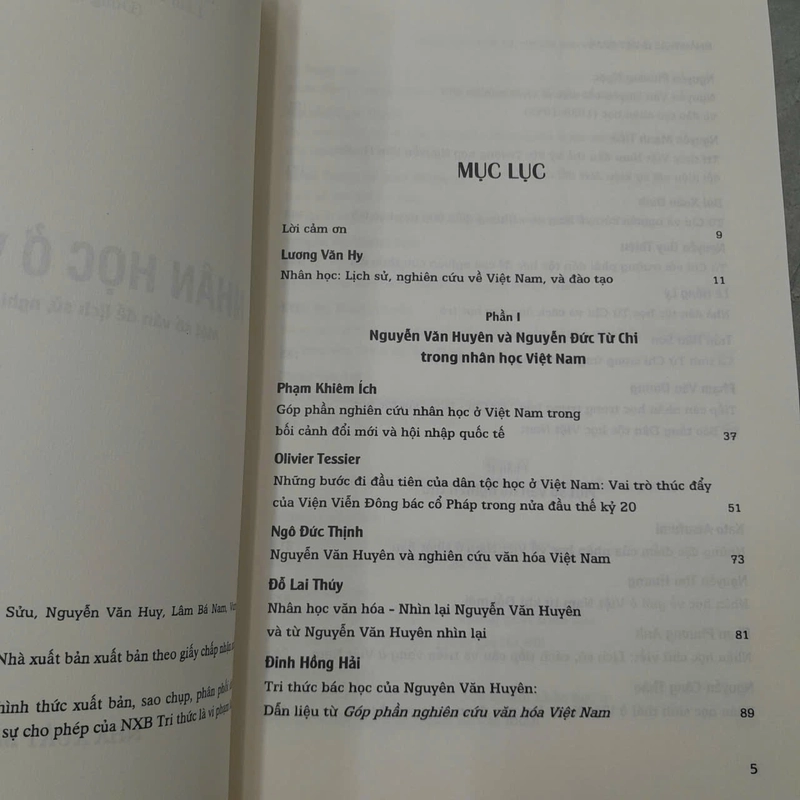 Sửu, Nguyễn Văn Huy, Lâm Bá Nam,
Nhà xuất bản xuất bản theo giấy chấp nhận
hình thức xuất bản, sao chụp, phân phối
sự cho phép của NXB Tri thức là vi phạm
MỤC LỤC
Lời cảm ơn 9
Lương Văn Hy
Nhân học: Lịch sử, nghiên cứu về Việt Nam, và đào tạo 11
Phần I
Nguyễn Văn Huyên và Nguyễn Đức Từ Chi
trong nhân học Việt Nam
Phạm Khiêm Ích
Góp phần nghiên cứu nhân học ở Việt Nam trong
bối cảnh đổi mới và hội nhập quốc tế 37
Olivier Tessier
Những bước đi đầu tiên của dân tộc học ở Việt Nam: Vai trò thúc đẩy
của Viện Viễn Đông bác cổ Pháp trong nửa đầu thế kỷ 20 51
Ngô Đức Thịnh
Nguyễn Văn Huyên và nghiên cứu văn hóa Việt Nam 73
Đỗ Lai Thúy
Nhân học văn hóa - Nhìn lại Nguyễn Văn Huyên
và từ Nguyễn Văn Huyên nhìn lại 81
Đinh Hồng Hải
Tri thức bác học của Nguyên Văn Huyên:
Dẫn liệu từ Góp phần nghiên cứu văn hóa Việt Nam 89
5